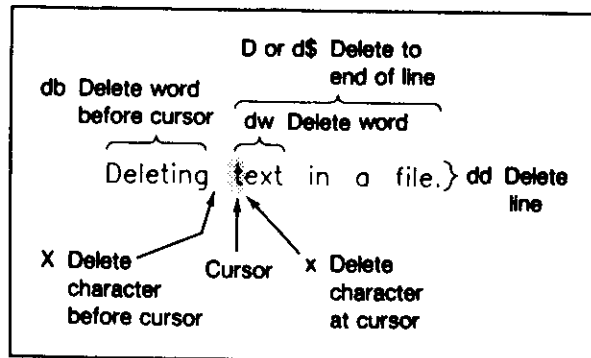 D or d$ Delete to
end of line
db Delete word
before cursor
dw Delete word
Deleting text in a file.} dd Delete
line
X Delete
character
before cursor
Cursor
x Delete
character
at cursor